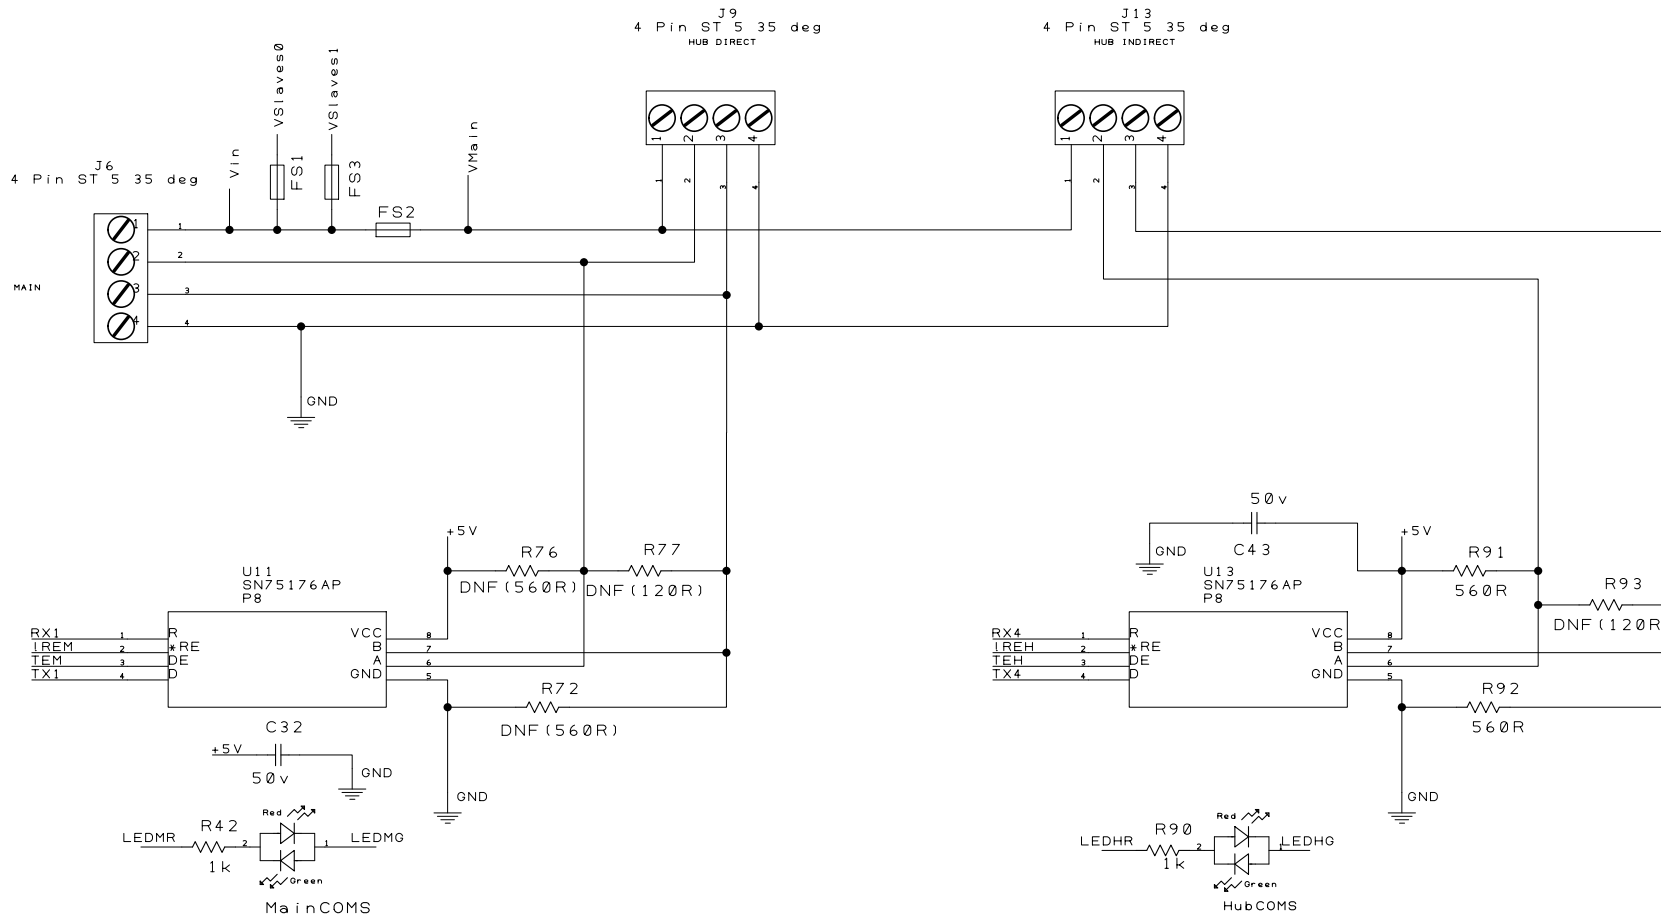 J9
4 Pin ST 5 35 deg
HUB DIRECT
J13
4 Pin ST 5 35 deg
HUB INDIRECT
VSlaves0
VSlaves1
Vin
VMain
FS1
FS3
FS2
J6
4 Pin ST 5 35 deg
MAIN
1
2
3
4
1
2
3
4
1
2
3
4
1
2
3
4
1
2
3
4
1
2
3
4
GND
+5V
R76
DNF(560R)
R77
DNF(120R)
U11
SN75176AP
P8
RX1
IREM
TEM
TX1
1
2
3
4
R
*RE
DE
D
VCC
B
A
GND
8
7
6
5
R72
DNF(560R)
C32
+5V
50v
GND
GND
LEDMR
R42
1k
2
Red
Green
1
LEDMG
MainCOMS
50v
C43
GND
+5V
R91
560R
R93
DNF(120R
U13
SN75176AP
P8
RX4
IREH
TEH
TX4
1
2
3
4
R
*RE
DE
D
VCC
B
A
GND
8
7
6
5
R92
560R
GND
LEDHR
R90
1k
2
Red
Green
1
LEDHG
HubCOMS